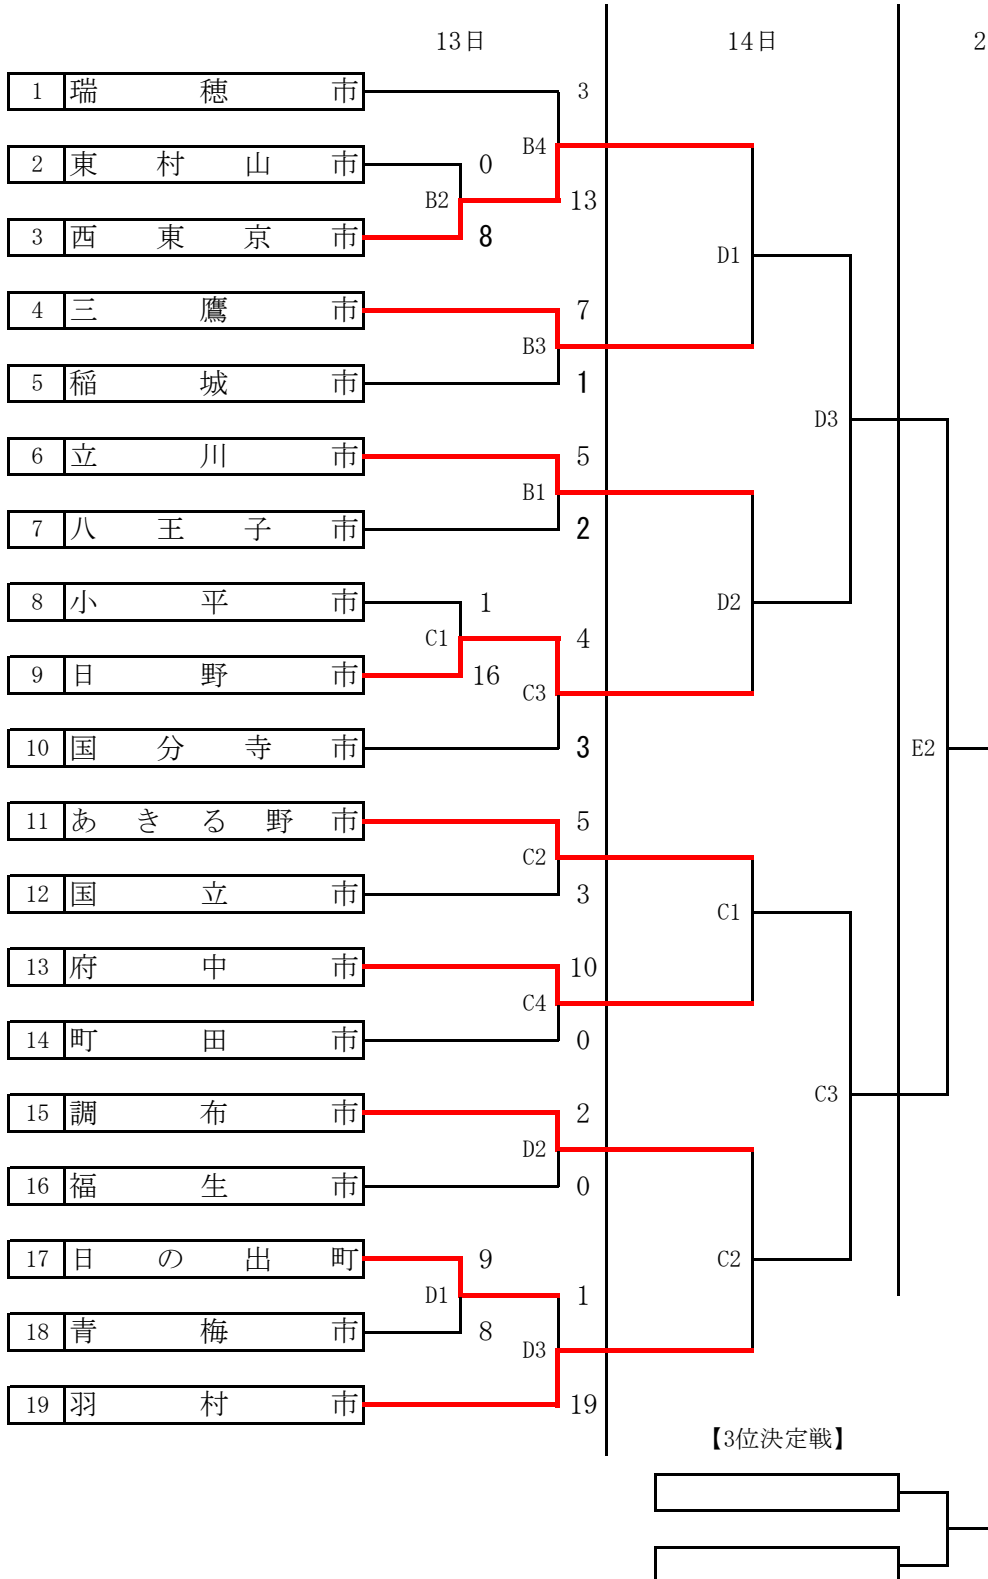 13日 14日 2
1 瑞穂市 3
B4
2 東村山市 0
B2 13
3 西東京市 8
D1
4 三鷹市 7
B3
5 稲城市 1
D3
6 立川市 5
B1
7 八王子市 2
8 小平市 1 D2
C1 4
9 日野市 16 C3
10 国分寺市 3 E2
11 あきる野市 5
C2
12 国立市 3
C1
13 府中市 10
C4
14 町田市 0
C3
15 調布市 2
D2
16 福生市 0
17 日の出町 9 C2
D1 1
18 青梅市 8
D3
19 羽村市 19
【3位決定戦】